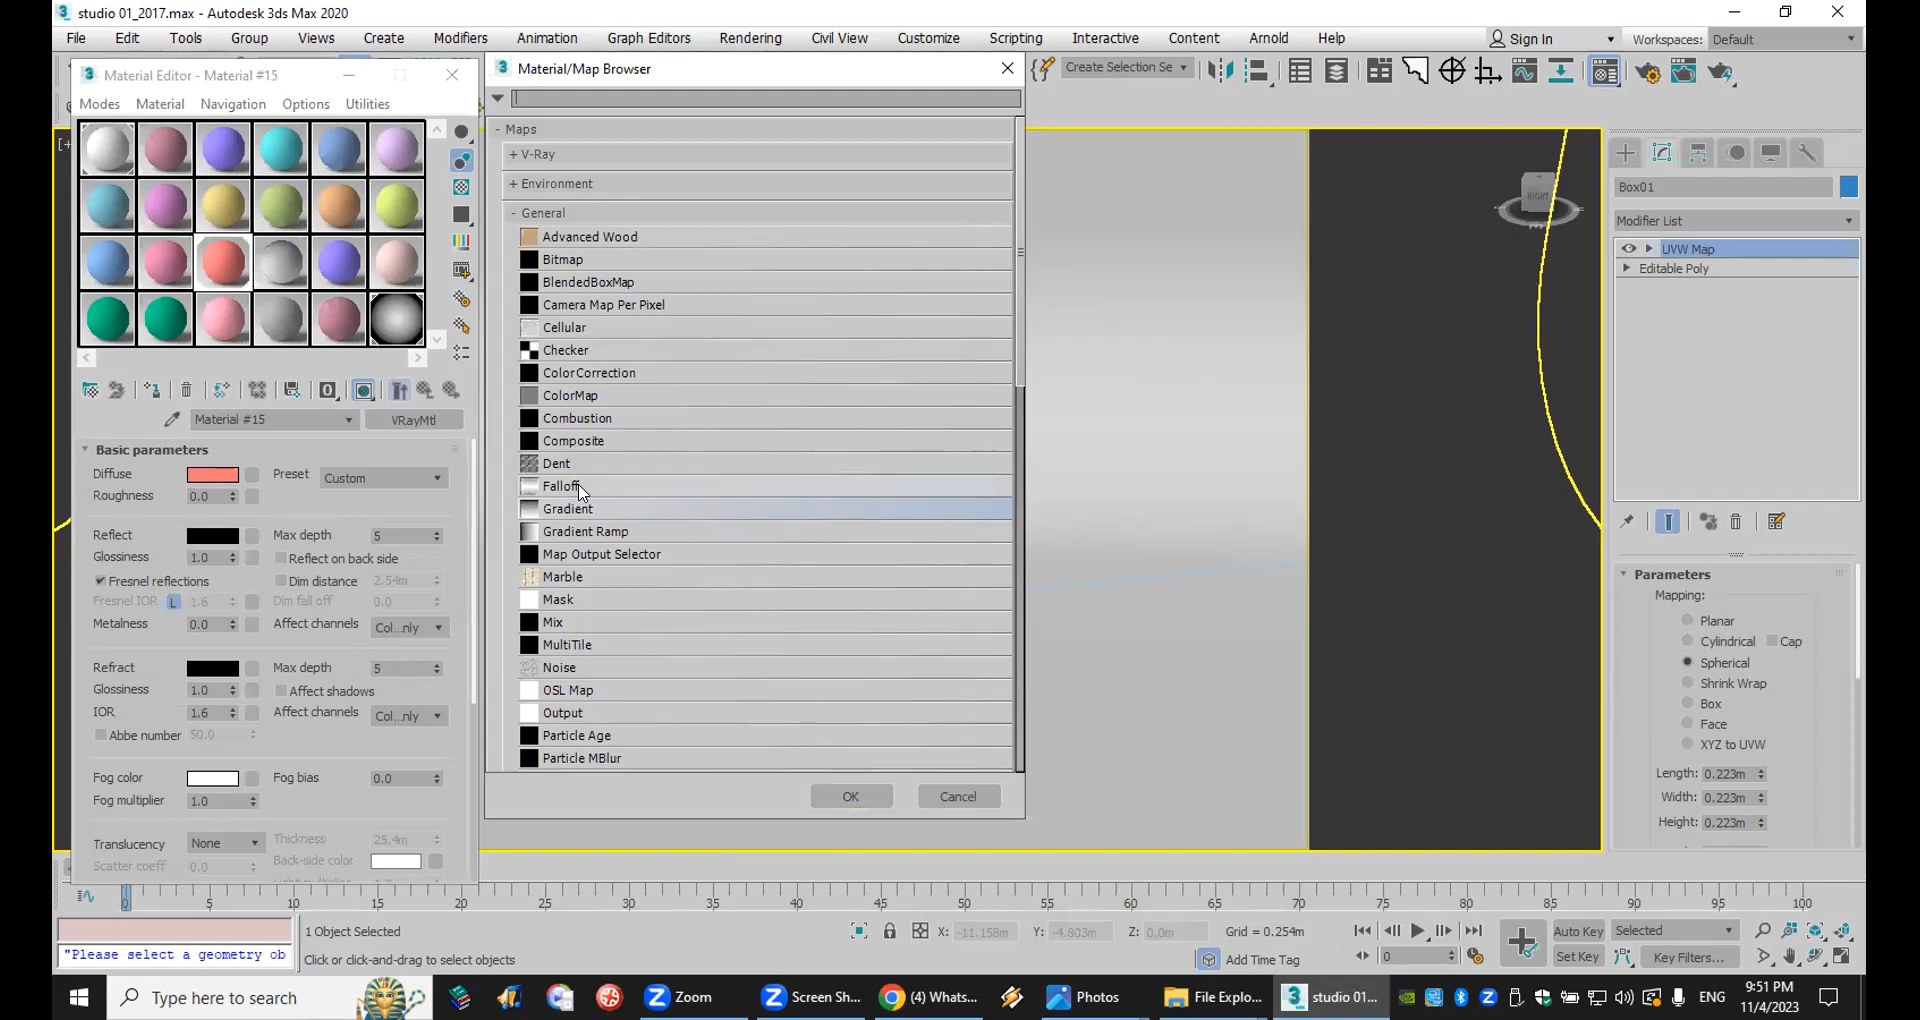 studio 01_2017.max - Autodesk 3ds Max 2020
File Edit Tools Group Views Create Modifiers Animation Graph Editors Rendering Civil View Customize Scripting Interactive Content Arnold Help Sign In Workspaces: Default
Material Editor - Material #15
Modes Material Navigation Options Utilities
Material #15 VRayMtl
Basic parameters
Diffuse Preset Custom
Roughness 0.0
Reflect Max depth 5
Glossiness 1.0 Reflect on back side
Fresnel reflections Dim distance 2.54m
Fresnel IOR L 1.6 Dim fall off 0.0
Metalness 0.0 Affect channels Col...nly
Refract Max depth 5
Glossiness 1.0 Affect shadows
IOR 1.6 Affect channels Col...nly
Abbe number 50.0
Fog color Fog bias 0.0
Fog multiplier 1.0
Translucency None Thickness 25.4m
Scatter coeff 0.0 Back-side color
Material/Map Browser
- Maps
+ V-Ray
+ Environment
- General
Advanced Wood
Bitmap
BlendedBoxMap
Camera Map Per Pixel
Cellular
Checker
ColorCorrection
ColorMap
Combustion
Composite
Dent
Falloff
Gradient
Gradient Ramp
Map Output Selector
Marble
Mask
Mix
MultiTile
Noise
OSL Map
Output
Particle Age
Particle MBlur
OK Cancel
Create Selection Se
RIGHT
Box01
Modifier List
UVW Map
Editable Poly
Parameters
Mapping:
Planar
Cylindrical Cap
Spherical
Shrink Wrap
Box
Face
XYZ to UVW
Length: 0.223m
Width: 0.223m
Height: 0.223m
0 5 10 15 20 25 30 35 40 45 50 55 60 65 70 75 80 85 90 95 100
1 Object Selected X: -11.158m Y: -4.803m Z: 0.0m Grid = 0.254m Auto Key Selected
"Please select a geometry ob Click or click-and-drag to select objects Add Time Tag 0 Set Key Key Filters...
Type here to search Zoom Screen Sh... (4) Whats... Photos File Explo... studio 01... ENG
9:51 PM
11/4/2023